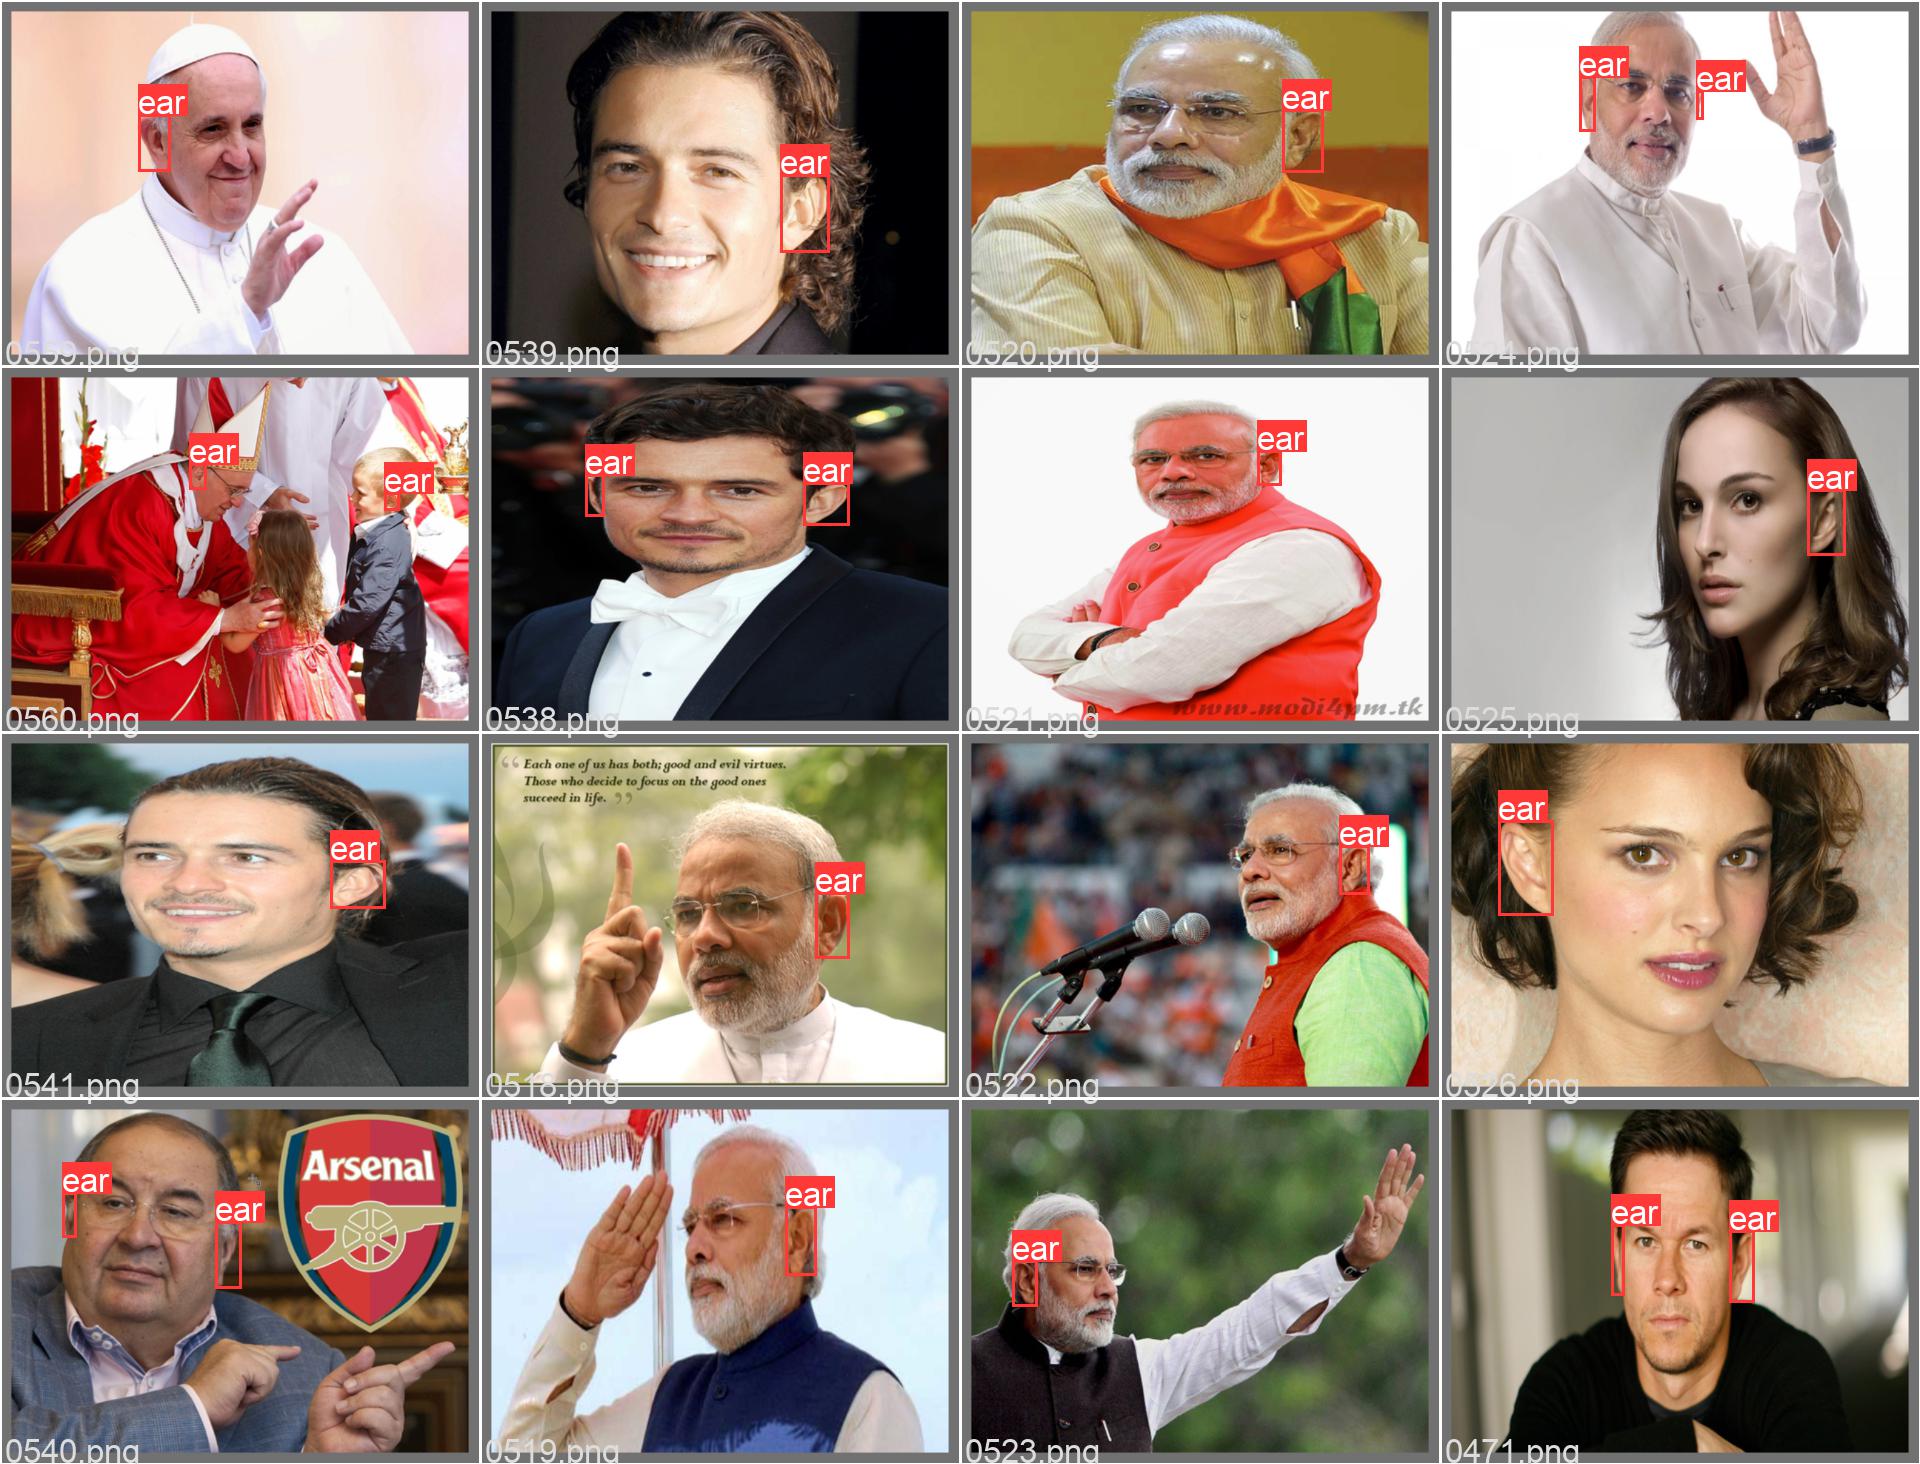 ear
0559.png
ear
0539.png
ear
0520.png
ear
ear
0524.png
ear
ear
0560.png
ear
ear
0538.png
ear
www.modi4pm.tk
0521.png
ear
0525.png
ear
0541.png
“ Each one of us has both; good and evil virtues.
Those who decide to focus on the good ones
succeed in life. ”
ear
0518.png
ear
0522.png
ear
0526.png
ear
ear
Arsenal
0540.png
ear
0519.png
ear
0523.png
ear
ear
0471.png